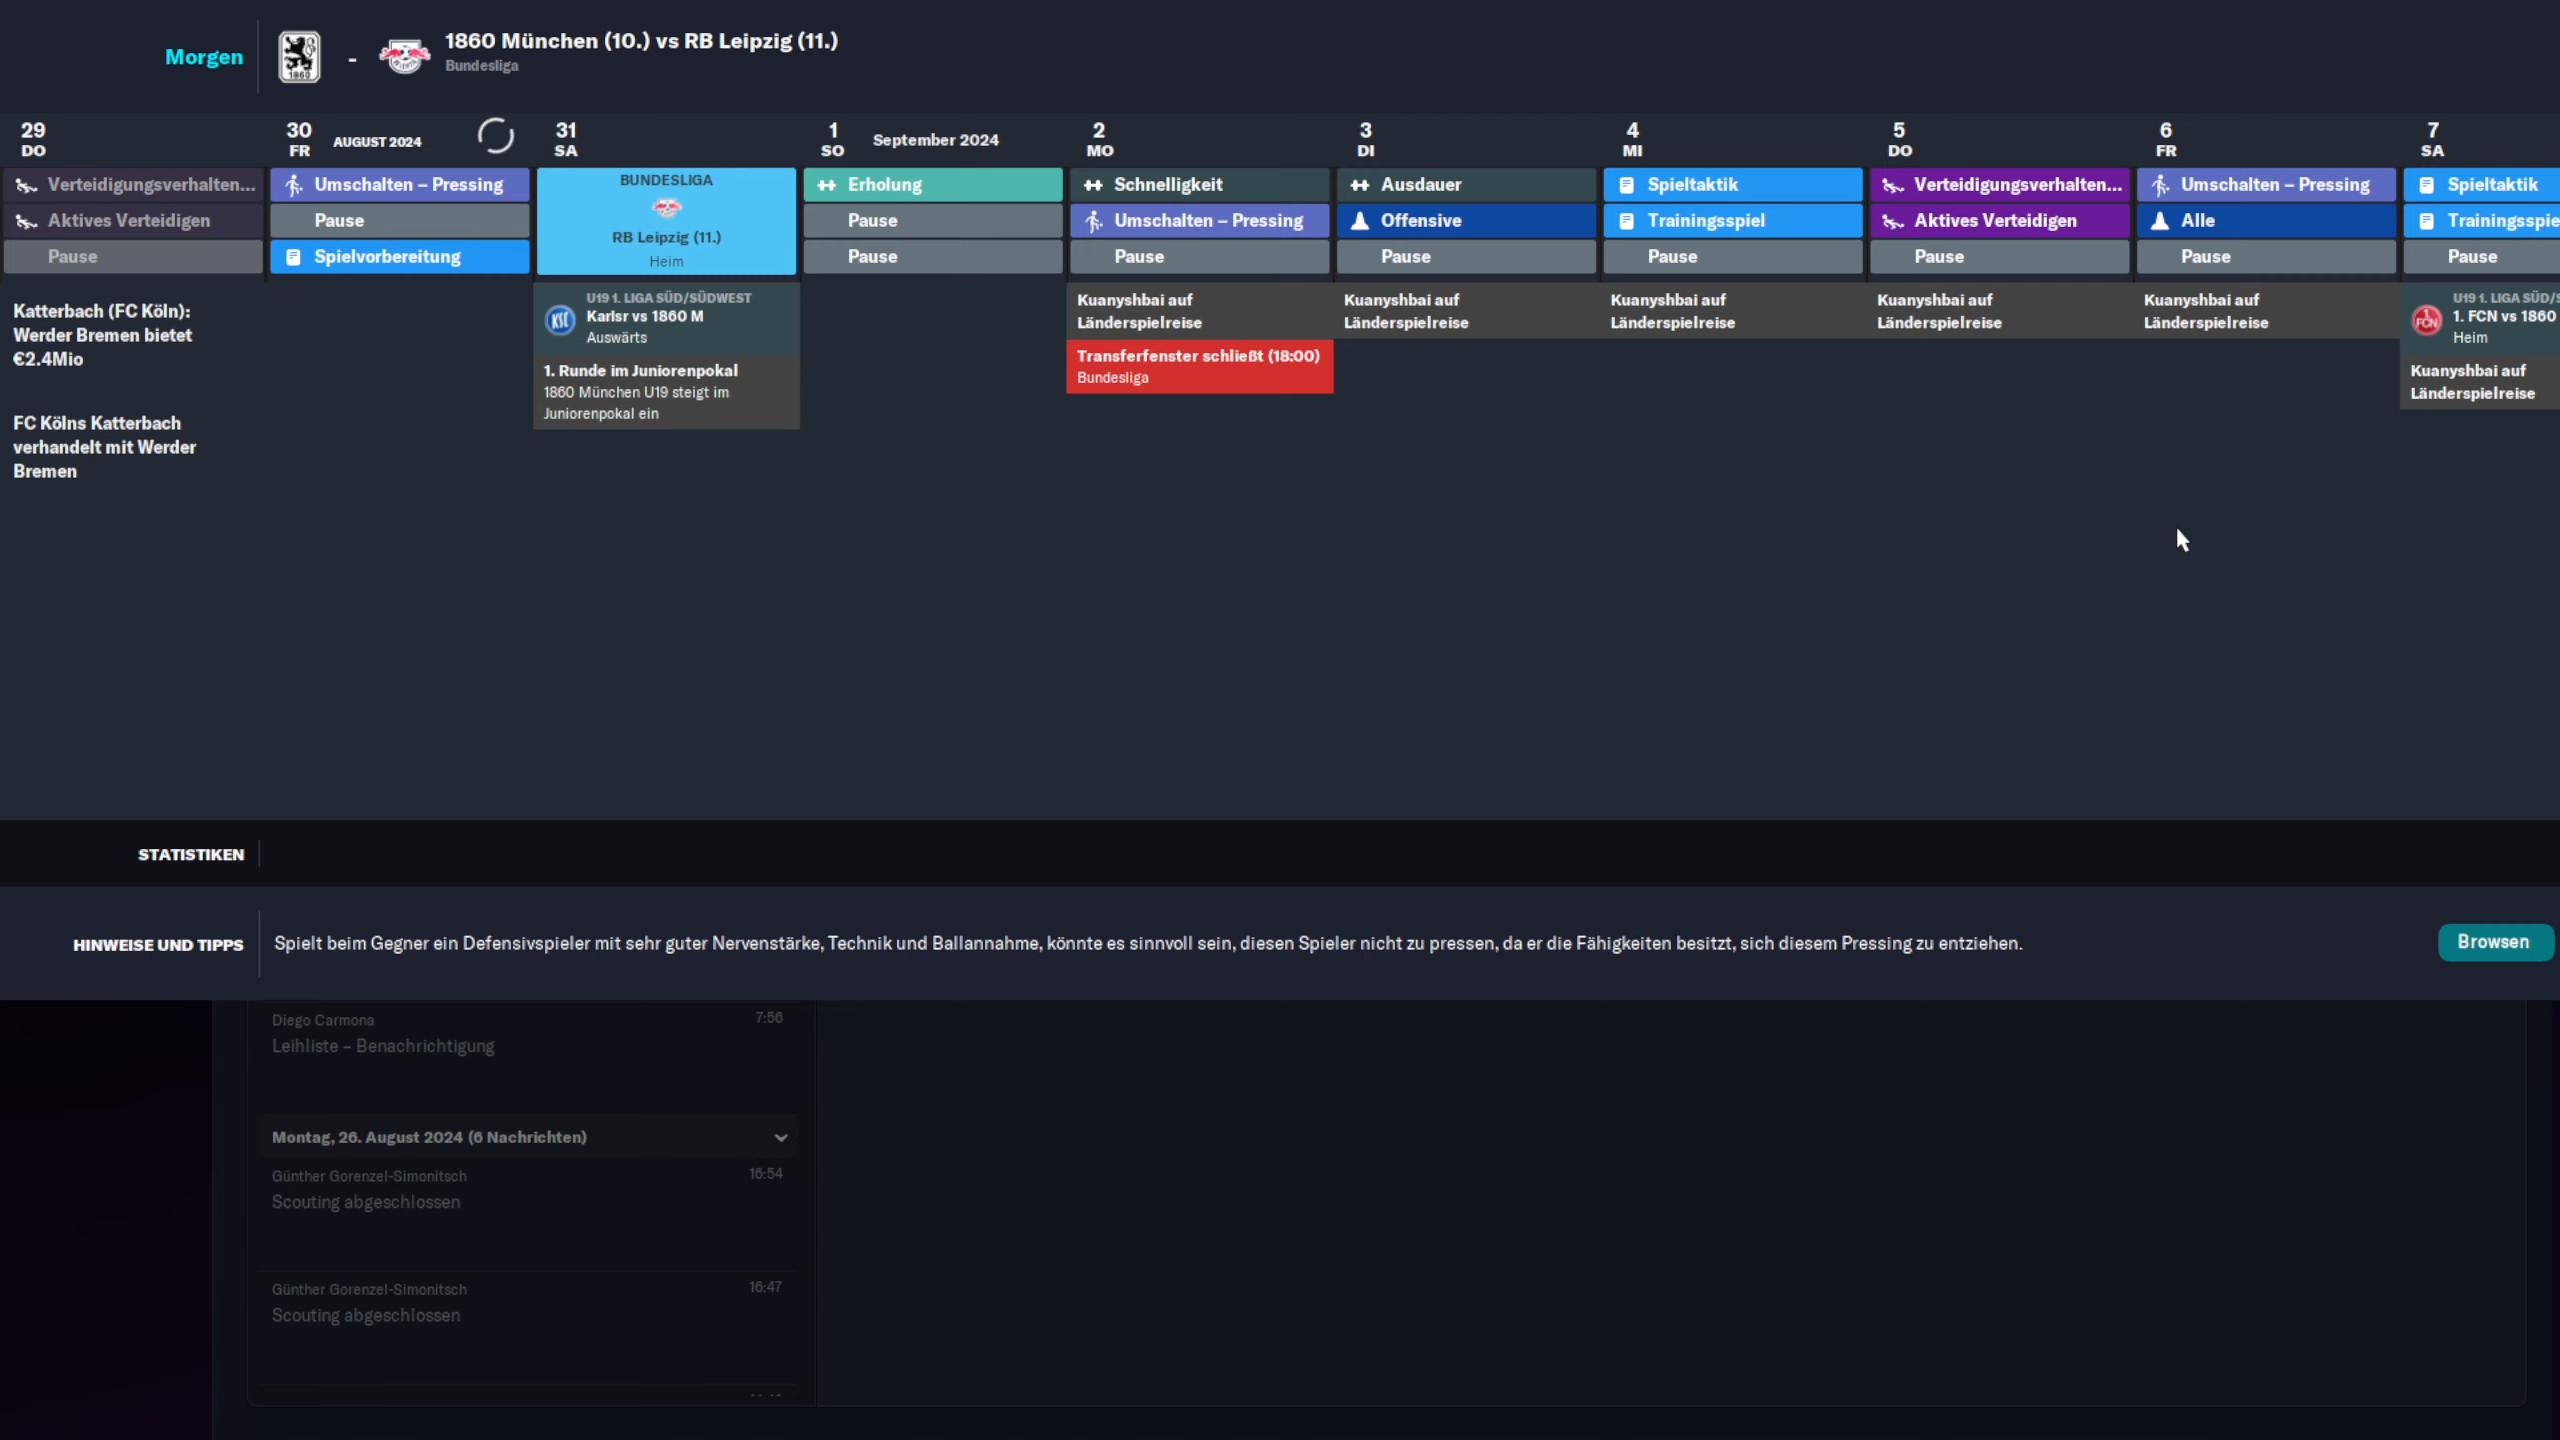 Morgen
1860
-
1860 München (10.) vs RB Leipzig (11.)
Bundesliga
29
DO
30
FR
AUGUST 2024
31
SA
1
SO
September 2024
2
MO
3
DI
4
MI
5
DO
6
FR
7
SA
Verteidigungsverhalten...
Aktives Verteidigen
Pause
Umschalten – Pressing
Pause
Spielvorbereitung
BUNDESLIGA
RB Leipzig (11.)
Heim
Erholung
Pause
Pause
Schnelligkeit
Umschalten – Pressing
Pause
Ausdauer
Offensive
Pause
Spieltaktik
Trainingsspiel
Pause
Verteidigungsverhalten...
Aktives Verteidigen
Pause
Umschalten – Pressing
Alle
Pause
Spieltaktik
Trainingsspie
Pause
Katterbach (FC Köln):
Werder Bremen bietet
€2.4Mio
FC Kölns Katterbach
verhandelt mit Werder
Bremen
KSC
U19 1. LIGA SÜD/SÜDWEST
Karlsr vs 1860 M
Auswärts
1. Runde im Juniorenpokal
1860 München U19 steigt im
Juniorenpokal ein
Kuanyshbai auf
Länderspielreise
Transferfenster schließt (18:00)
Bundesliga
Kuanyshbai auf
Länderspielreise
Kuanyshbai auf
Länderspielreise
Kuanyshbai auf
Länderspielreise
Kuanyshbai auf
Länderspielreise
1. FCN
U19 1. LIGA SÜD/S
1. FCN vs 1860
Heim
Kuanyshbai auf
Länderspielreise
STATISTIKEN
HINWEISE UND TIPPS
Spielt beim Gegner ein Defensivspieler mit sehr guter Nervenstärke, Technik und Ballannahme, könnte es sinnvoll sein, diesen Spieler nicht zu pressen, da er die Fähigkeiten besitzt, sich diesem Pressing zu entziehen.
Browsen
Diego Carmona
7:56
Leihliste – Benachrichtigung
Montag, 26. August 2024 (6 Nachrichten)
Günther Gorenzel-Simonitsch
16:54
Scouting abgeschlossen
Günther Gorenzel-Simonitsch
16:47
Scouting abgeschlossen